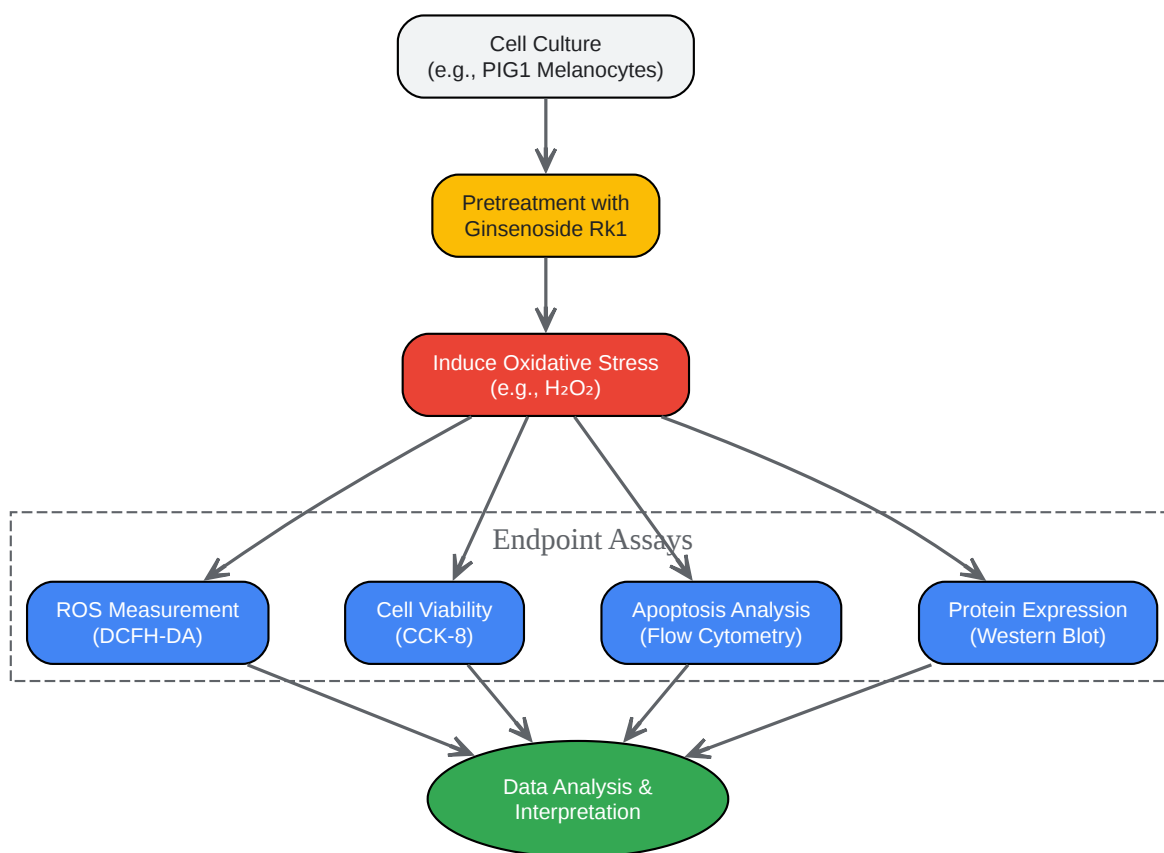 Cell Culture
(e.g., PIG1 Melanocytes)
Pretreatment with
Ginsenoside Rk1
Induce Oxidative Stress
(e.g., H₂O₂)
Endpoint Assays
ROS Measurement
(DCFH-DA)
Cell Viability
(CCK-8)
Apoptosis Analysis
(Flow Cytometry)
Protein Expression
(Western Blot)
Data Analysis &
Interpretation